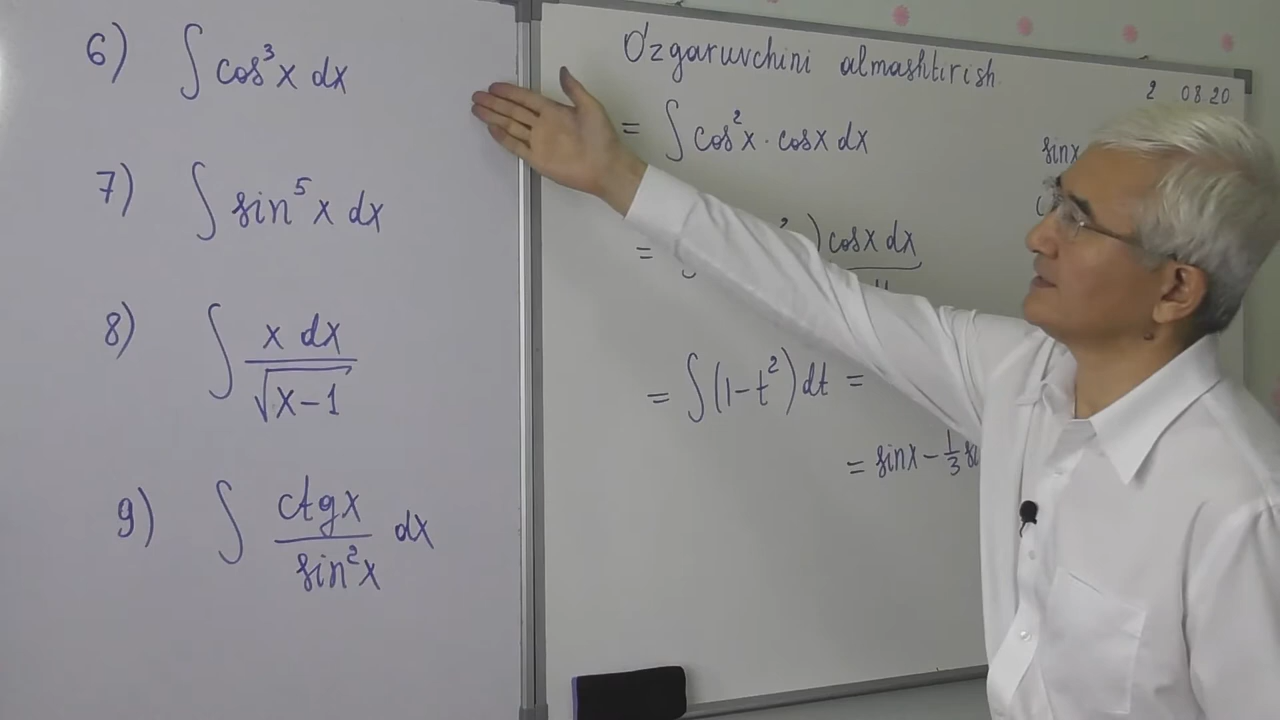 6) ∫ cos³x dx
7) ∫ sin⁵x dx
8) ∫ x dx / √(x-1)
9) ∫ ctgx / sin²x dx
O'zgaruvchini almashtirish
2 08 20
= ∫ cos²x · cosx dx
sinx
= ² ) cosx dx
= ∫ (1-t²) dt =
= sinx - 1/3